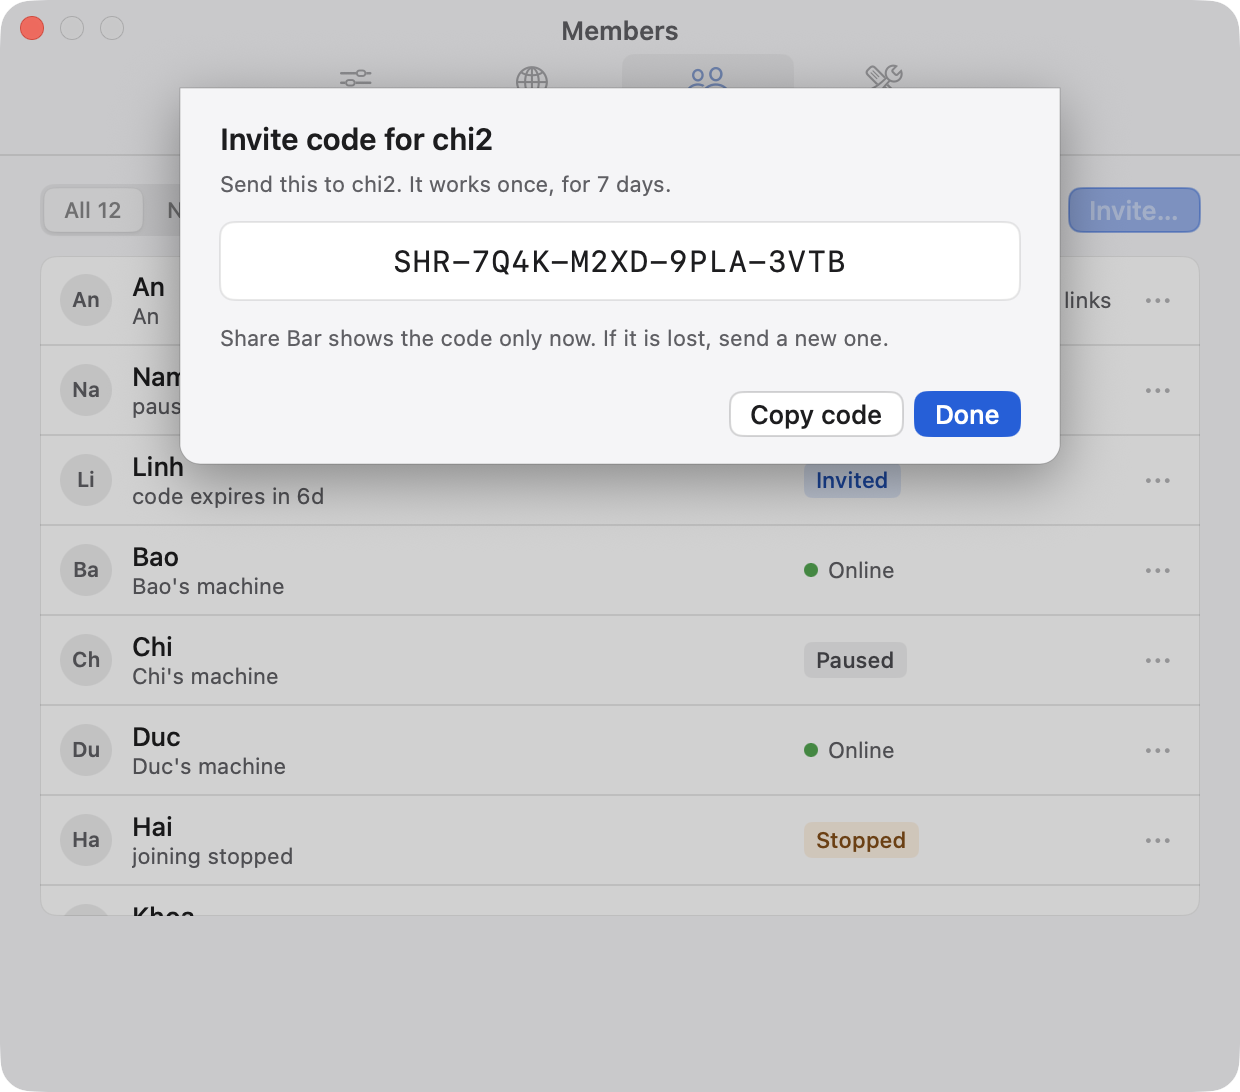 Members
Invite code for chi2
Send this to chi2. It works once, for 7 days.
SHR-7Q4K-M2XD-9PLA-3VTB
Share Bar shows the code only now. If it is lost, send a new one.
Copy code
Done
All 12
Invite...
An
An
An
links
Na
Li
Linh
code expires in 6d
Invited
Ba
Bao
Bao's machine
Online
Ch
Chi
Chi's machine
Paused
Du
Duc
Duc's machine
Online
Ha
Hai
joining stopped
Stopped